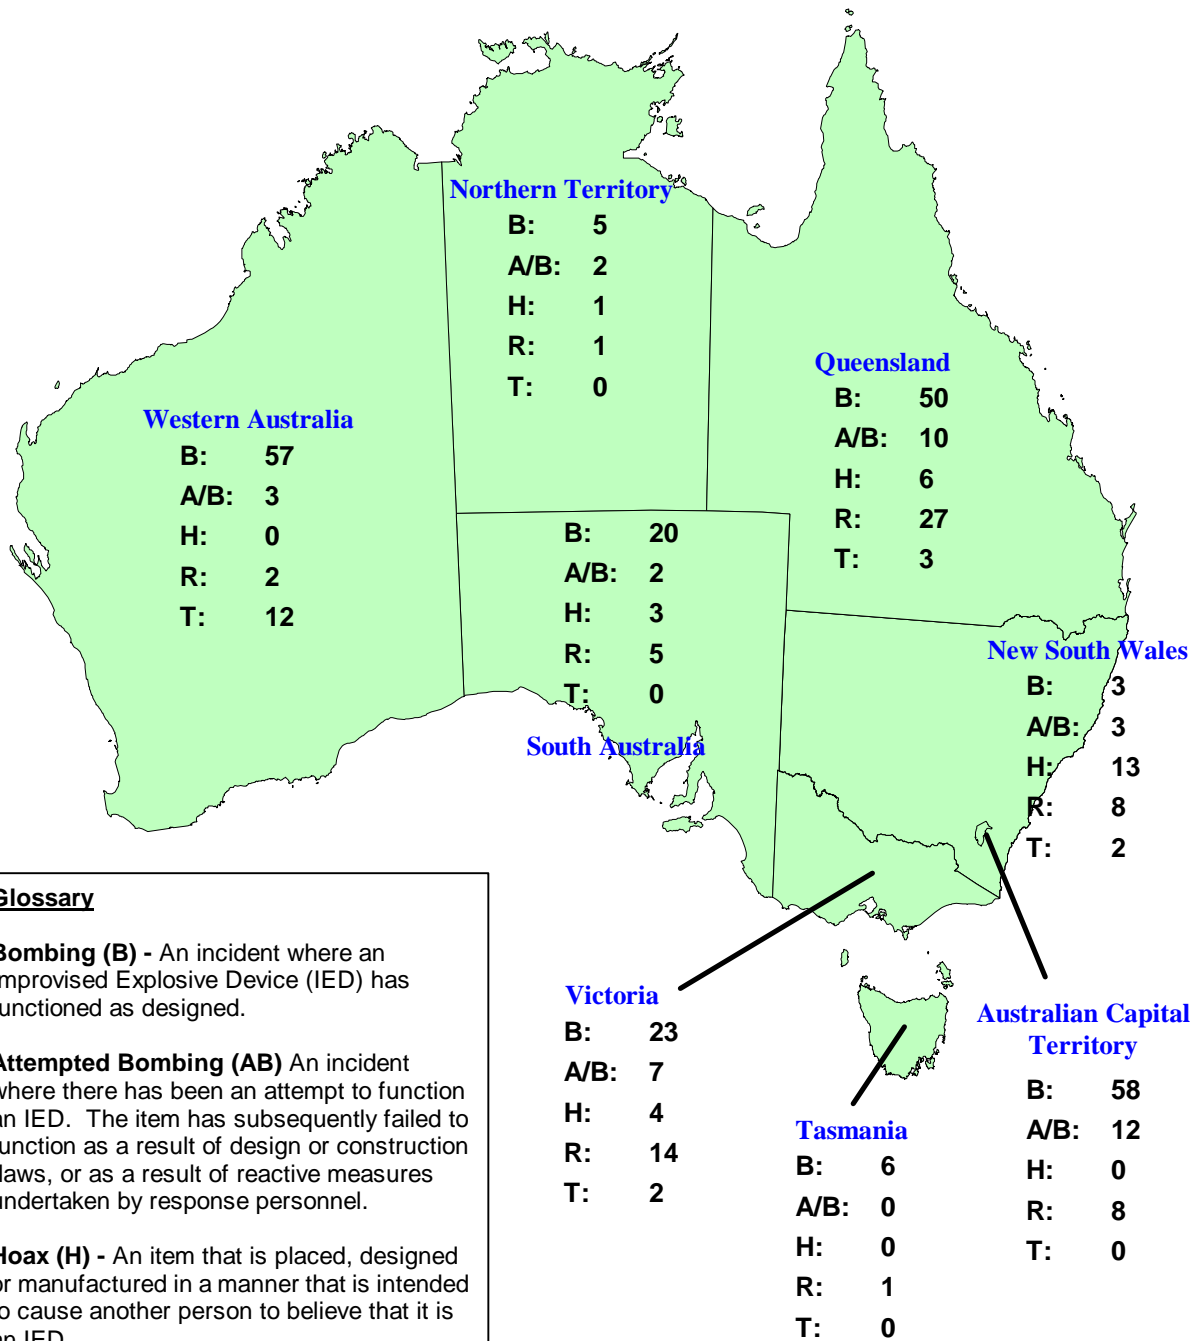 Northern Territory
B: 5
A/B: 2
H: 1
R: 1
T: 0
Queensland
B: 50
A/B: 10
H: 6
R: 27
T: 3
Western Australia
B: 57
A/B: 3
H: 0
R: 2
T: 12
B: 20
A/B: 2
H: 3
R: 5
T: 0
South Australia
New South Wales
B: 3
A/B: 3
H: 13
R: 8
T: 2
Glossary
Bombing (B) - An incident where an
mprovised Explosive Device (IED) has
unctioned as designed.
Attempted Bombing (AB) An incident
where there has been an attempt to function
an IED. The item has subsequently failed to
unction as a result of design or construction
laws, or as a result of reactive measures
undertaken by response personnel.
Hoax (H) - An item that is placed, designed
or manufactured in a manner that is intended
o cause another person to believe that it is
an IED
Victoria
B: 23
A/B: 7
H: 4
R: 14
T: 2
Tasmania
B: 6
A/B: 0
H: 0
R: 1
T: 0
Australian Capital
Territory
B: 58
A/B: 12
H: 0
R: 8
T: 0